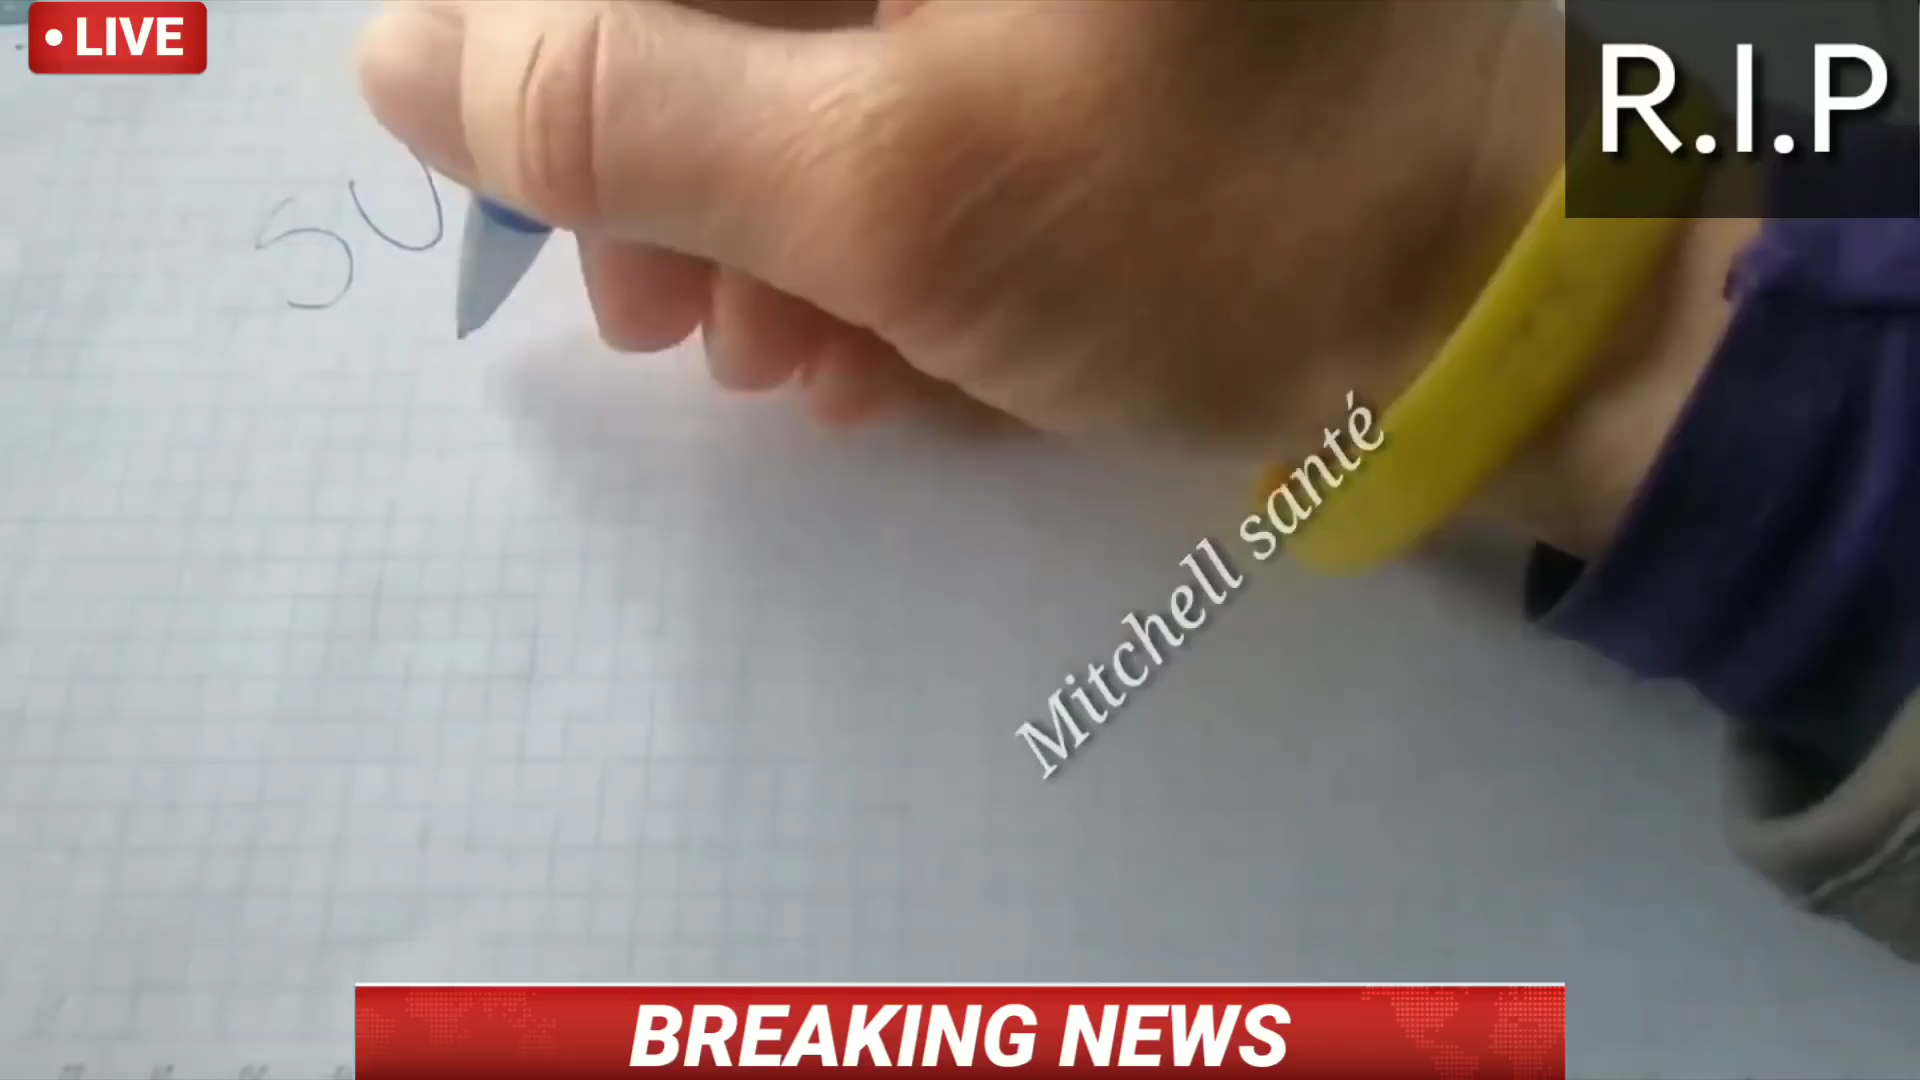 • LIVE
R.I.P
SU
Mitchell santé
BREAKING NEWS